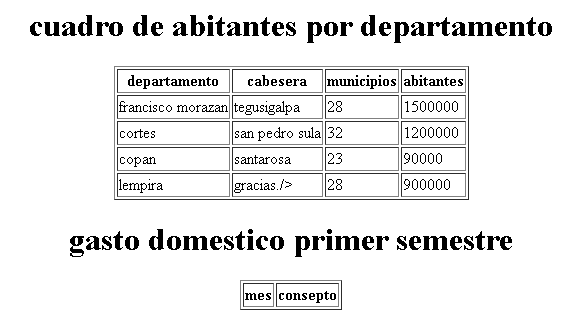 cuadro de abitantes por departamento
departamento cabesera municipios abitantes
francisco morazan tegusigalpa 28 1500000
cortes san pedro sula 32 1200000
copan santarosa 23 90000
lempira gracias./> 28 900000
gasto domestico primer semestre
mes consepto